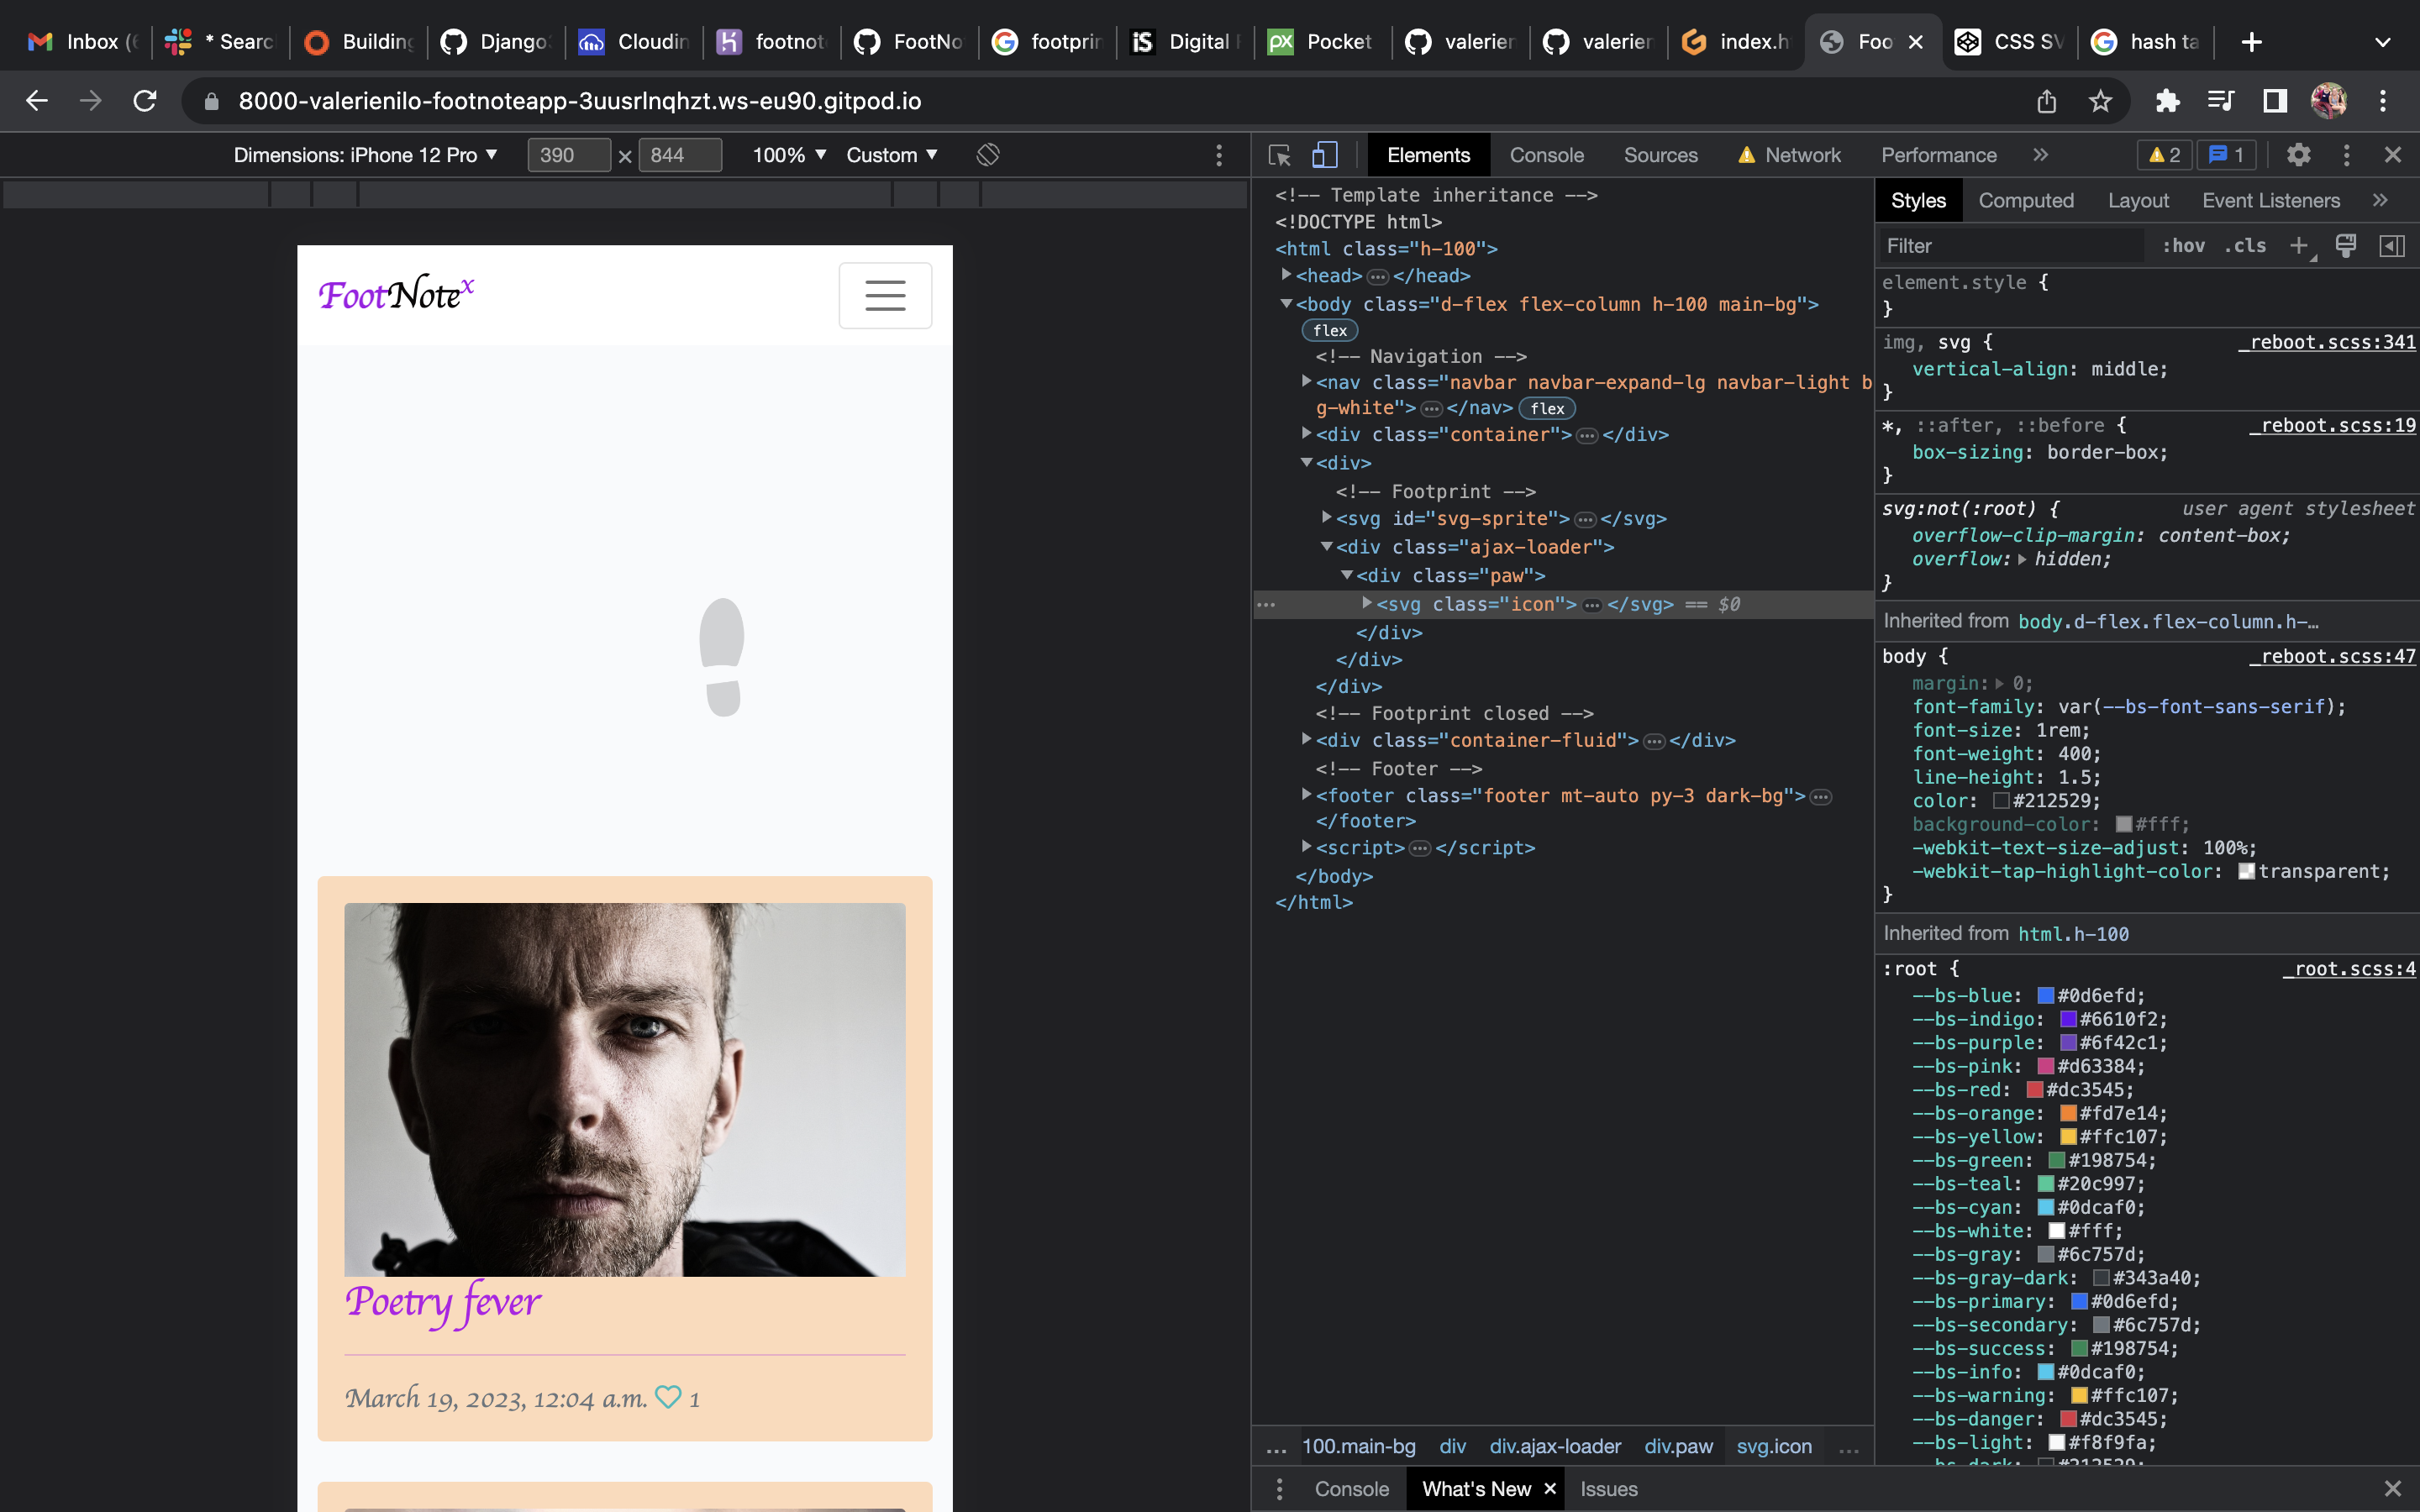 Inbox (6
* Searc
Building
Django
Cloudin
footnot
FootNo
footprin
iS Digital
px Pocket
valerien
valerien
index.h
Foo
CSS SV
hash ta
8000-valerienilo-footnoteapp-3uusrlnqhzt.ws-eu90.gitpod.io
Dimensions: iPhone 12 Pro ▼ 390 × 844 100% ▼ Custom ▼
FootNotex
Poetry fever
March 19, 2023, 12:04 a.m. 1
Elements Console Sources Network Performance » 2 1
<!-- Template inheritance -->
<!DOCTYPE html>
<html class="h-100">
<head>…</head>
<body class="d-flex flex-column h-100 main-bg">
flex
<!-- Navigation -->
<nav class="navbar navbar-expand-lg navbar-light b
g-white">…</nav> flex
<div class="container">…</div>
<div>
<!-- Footprint -->
<svg id="svg-sprite">…</svg>
<div class="ajax-loader">
<div class="paw">
… <svg class="icon">…</svg> == $0
</div>
</div>
</div>
<!-- Footprint closed -->
<div class="container-fluid">…</div>
<!-- Footer -->
<footer class="footer mt-auto py-3 dark-bg">…
</footer>
<script>…</script>
</body>
</html>
… 100.main-bg div div.ajax-loader div.paw svg.icon …
Console What's New × Issues
Styles Computed Layout Event Listeners »
Filter :hov .cls +
element.style {
}
img, svg { _reboot.scss:341
vertical-align: middle;
}
*, ::after, ::before { _reboot.scss:19
box-sizing: border-box;
}
svg:not(:root) { user agent stylesheet
overflow-clip-margin: content-box;
overflow: hidden;
}
Inherited from body.d-flex.flex-column.h-…
body { _reboot.scss:47
margin: 0;
font-family: var(--bs-font-sans-serif);
font-size: 1rem;
font-weight: 400;
line-height: 1.5;
color: #212529;
background-color: #fff;
-webkit-text-size-adjust: 100%;
-webkit-tap-highlight-color: transparent;
}
Inherited from html.h-100
:root { _root.scss:4
--bs-blue: #0d6efd;
--bs-indigo: #6610f2;
--bs-purple: #6f42c1;
--bs-pink: #d63384;
--bs-red: #dc3545;
--bs-orange: #fd7e14;
--bs-yellow: #ffc107;
--bs-green: #198754;
--bs-teal: #20c997;
--bs-cyan: #0dcaf0;
--bs-white: #fff;
--bs-gray: #6c757d;
--bs-gray-dark: #343a40;
--bs-primary: #0d6efd;
--bs-secondary: #6c757d;
--bs-success: #198754;
--bs-info: #0dcaf0;
--bs-warning: #ffc107;
--bs-danger: #dc3545;
--bs-light: #f8f9fa;
--bs-dark: #212529;